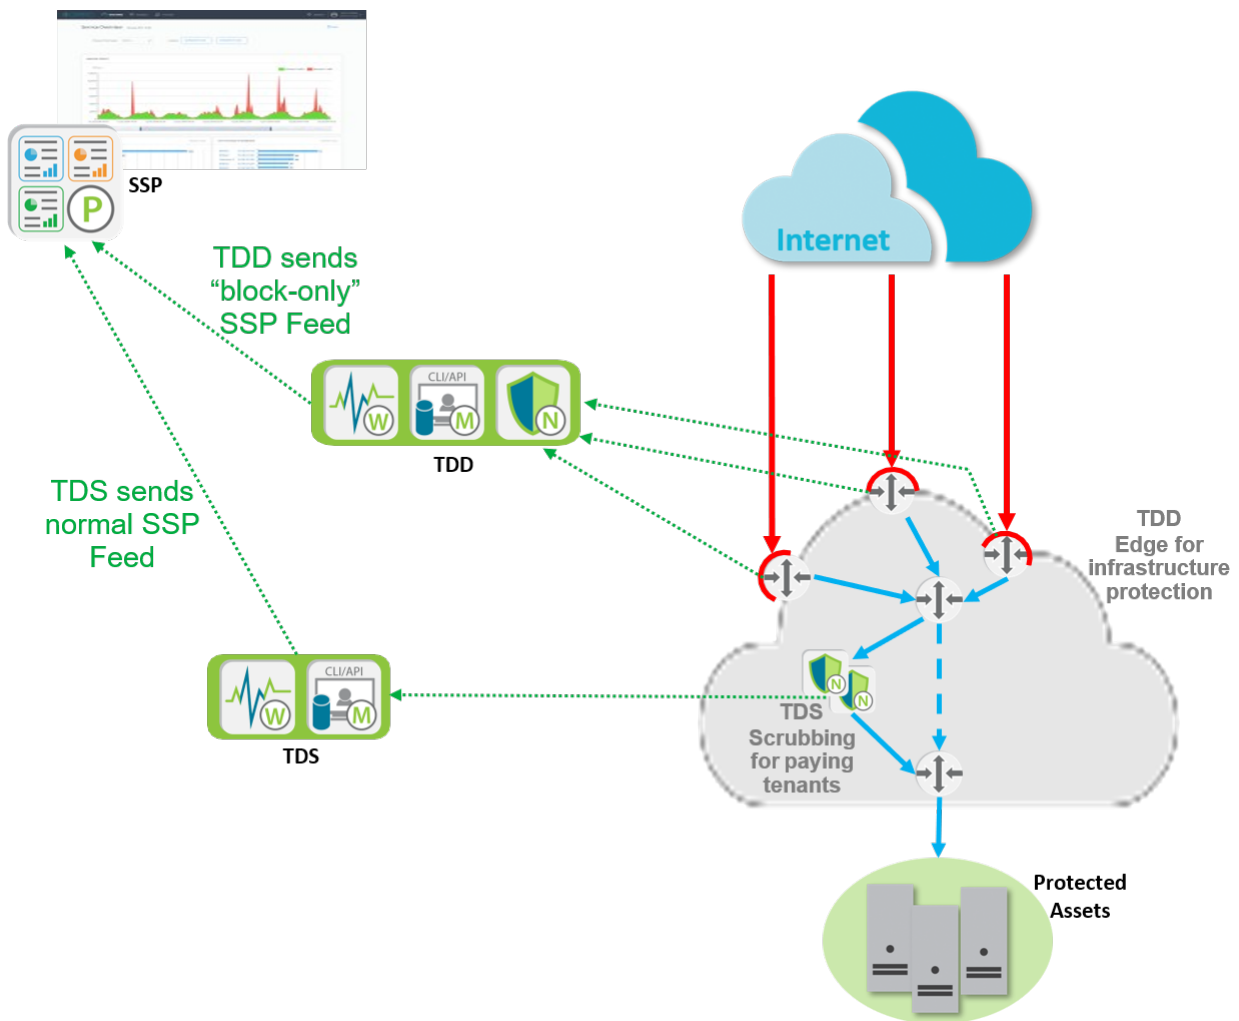 SSP
P
TDD sends
“block-only”
SSP Feed
Internet
CLI/API
W
M
N
TDD
TDS sends
normal SSP
Feed
TDD
Edge for
infrastructure
protection
CLI/API
W
M
TDS
N
N
TDS
Scrubbing
for paying
tenants
Protected
Assets